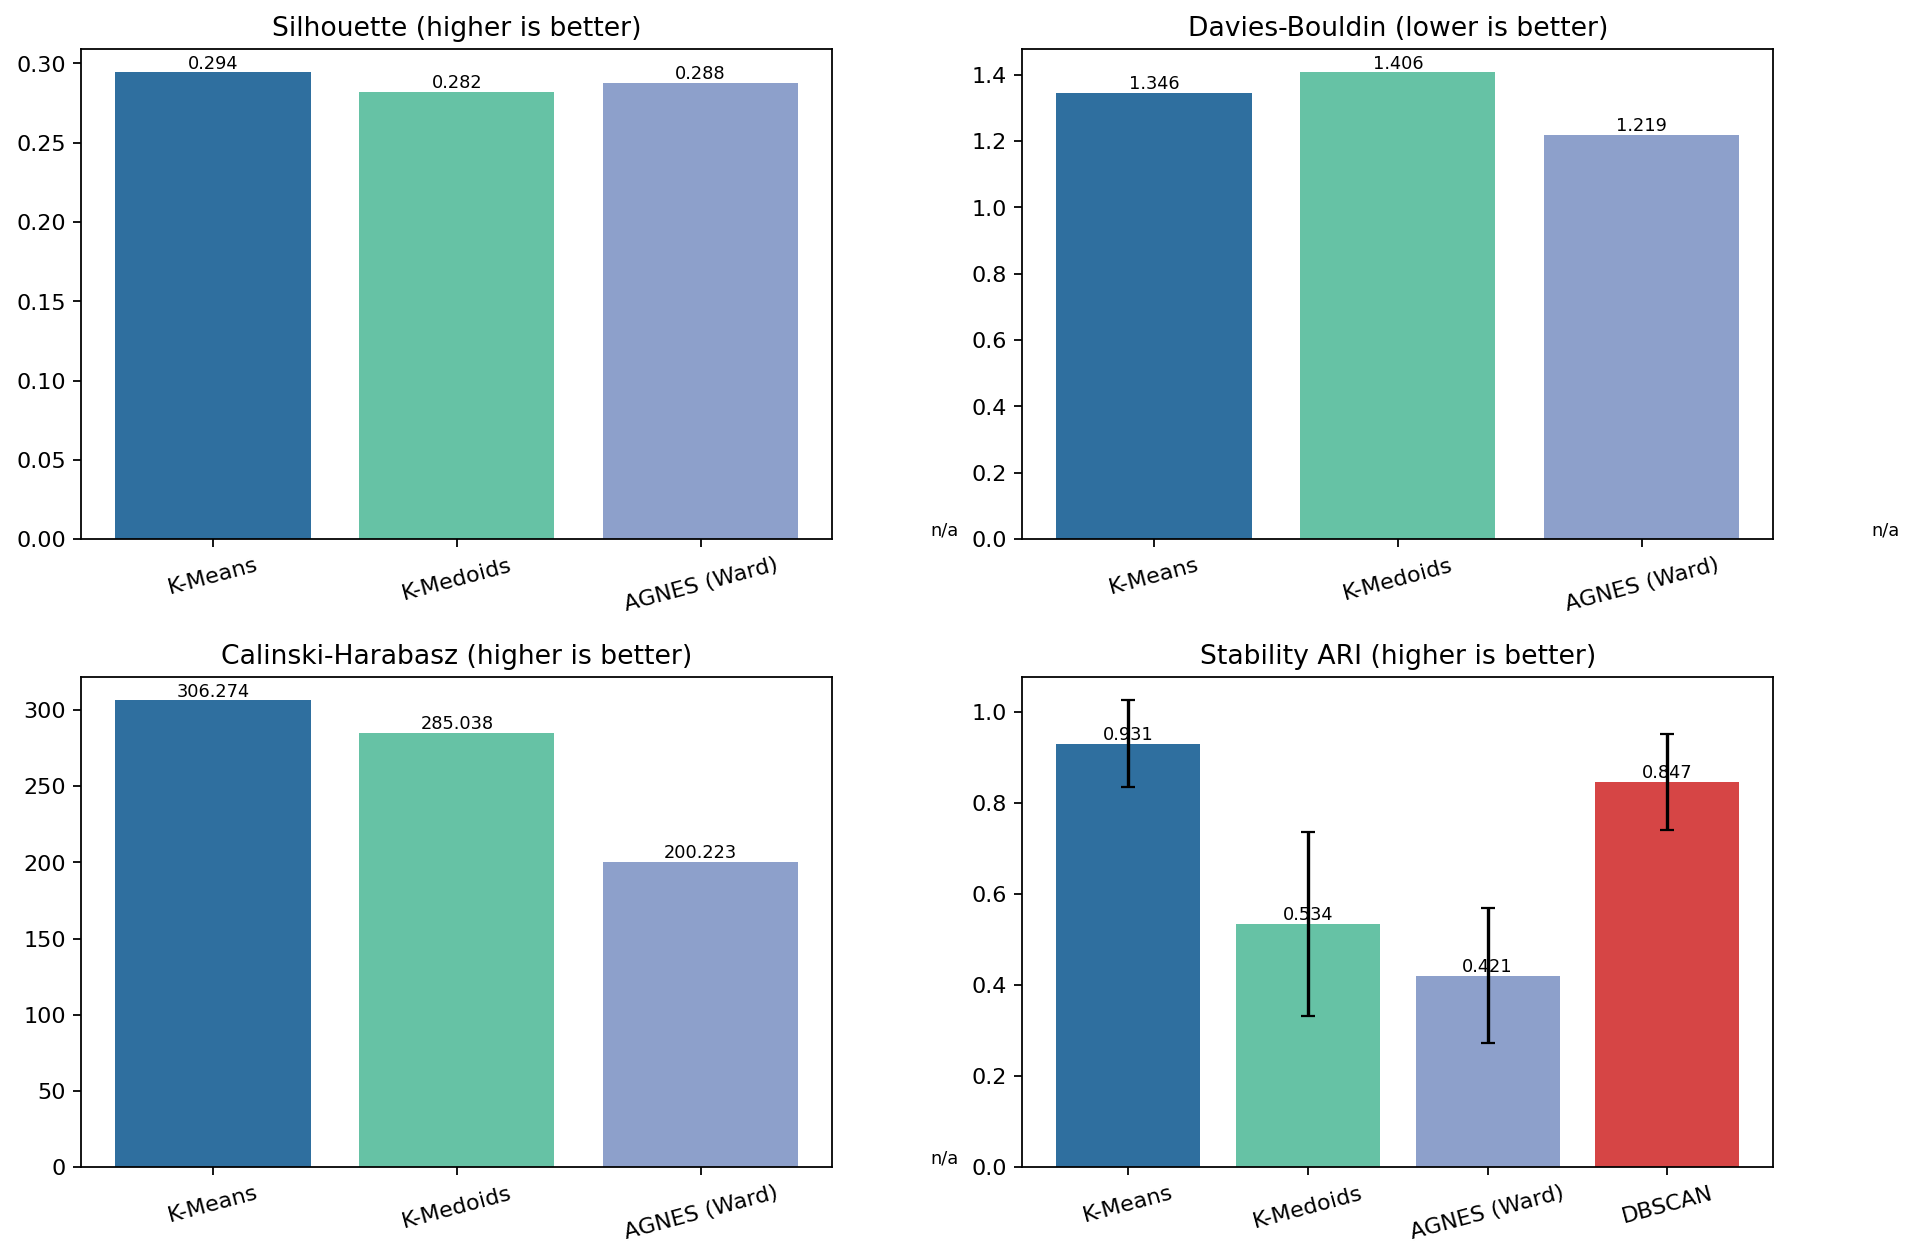 Silhouette (higher is better)
0.30
0.25
0.20
0.15
0.10
0.05
0.00
0.294
0.282
0.288
n/a
K-Means
K-Medoids
AGNES (Ward)
Davies-Bouldin (lower is better)
1.4
1.2
1.0
0.8
0.6
0.4
0.2
0.0
1.346
1.406
1.219
n/a
K-Means
K-Medoids
AGNES (Ward)
Calinski-Harabasz (higher is better)
300
250
200
150
100
50
0
306.274
285.038
200.223
n/a
K-Means
K-Medoids
AGNES (Ward)
Stability ARI (higher is better)
1.0
0.8
0.6
0.4
0.2
0.0
0.931
0.534
0.421
0.847
K-Means
K-Medoids
AGNES (Ward)
DBSCAN